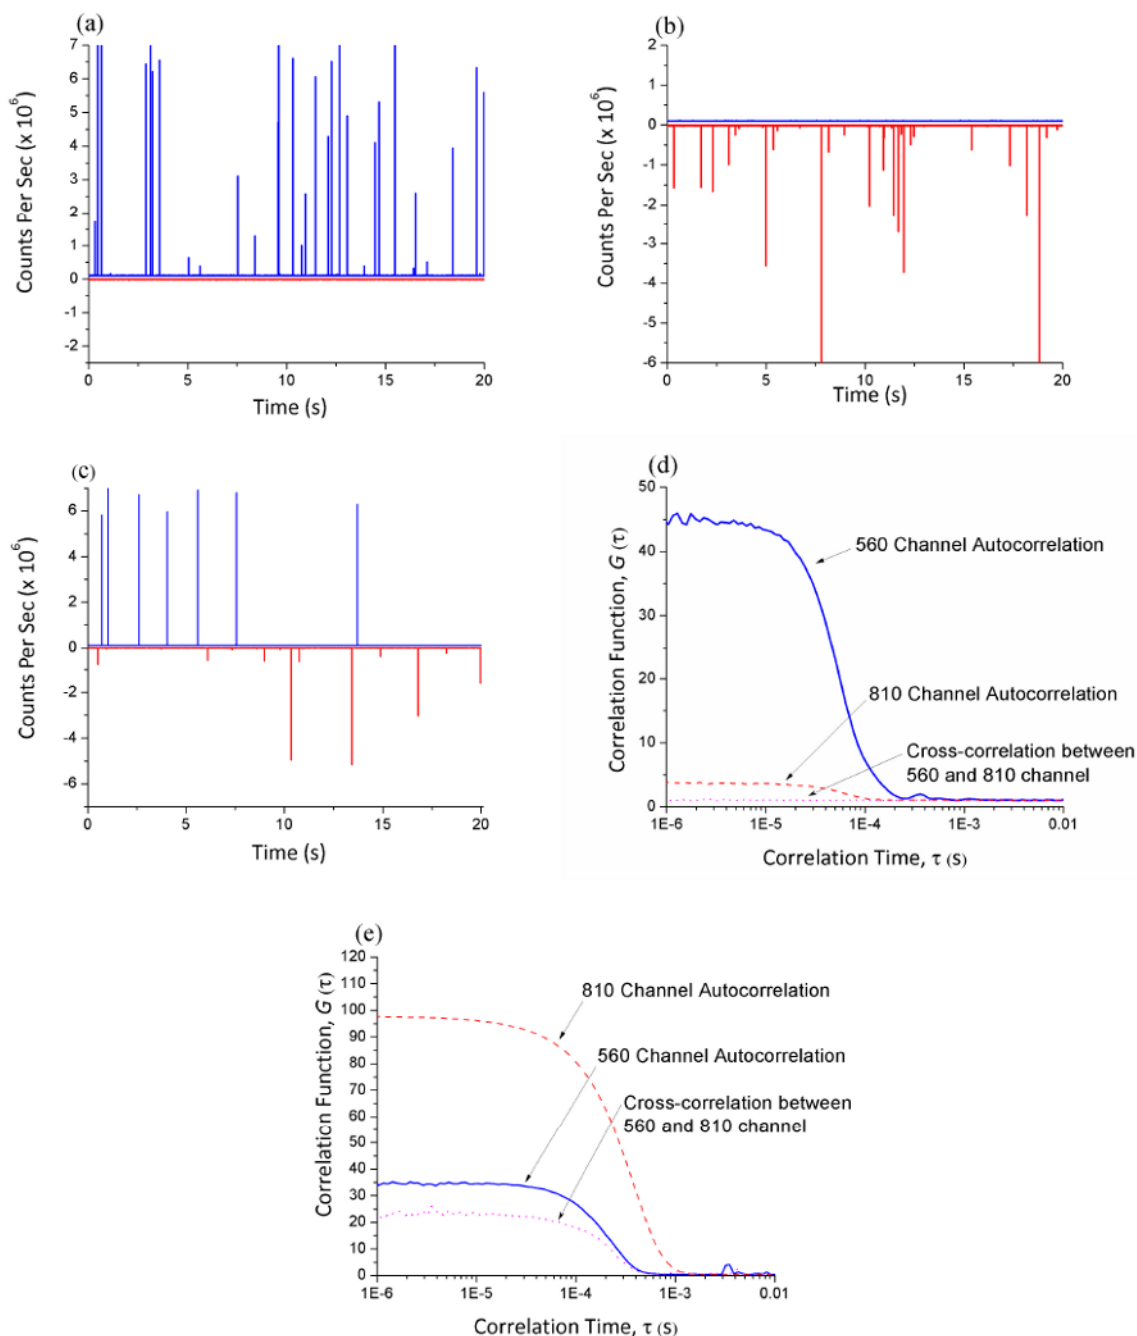 (a)
7
6
5
4
3
2
1
0
-1
-2
Counts Per Sec (x 10⁶)
0 5 10 15 20
Time (s)
(b)
2
1
0
-1
-2
-3
-4
-5
-6
Counts Per Sec (x 10⁶)
0 5 10 15 20
Time (s)
(c)
6
4
2
0
-2
-4
-6
Counts Per Sec (x 10⁶)
0 5 10 15 20
Time (s)
(d)
50
40
30
20
10
0
Correlation Function, G (τ)
560 Channel Autocorrelation
810 Channel Autocorrelation
Cross-correlation between
560 and 810 channel
1E-6 1E-5 1E-4 1E-3 0.01
Correlation Time, τ (s)
(e)
120
110
100
90
80
70
60
50
40
30
20
10
0
Correlation Function, G (τ)
810 Channel Autocorrelation
560 Channel Autocorrelation
Cross-correlation between
560 and 810 channel
1E-6 1E-5 1E-4 1E-3 0.01
Correlation Time, τ (s)